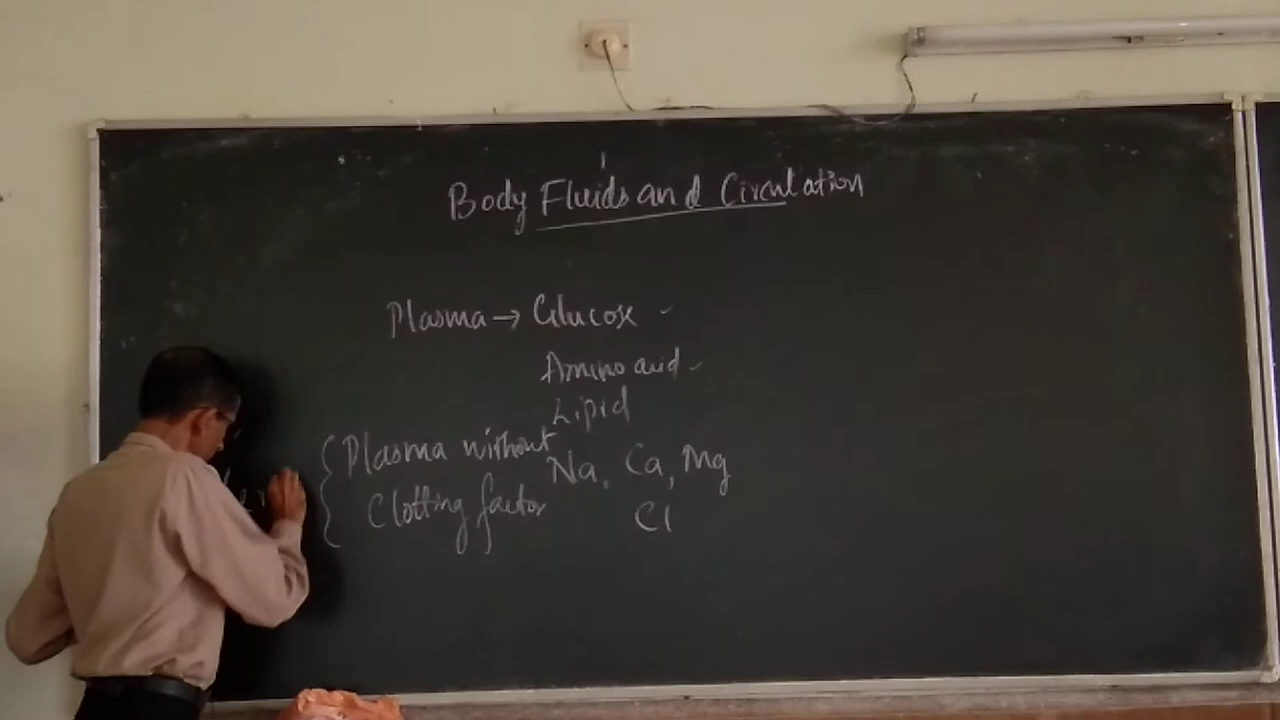 Body Fluids and Circulation
Plasma → Glucose
Amino acid
Lipid
Na, Ca, Mg
Cl
Plasma without
Clotting factor